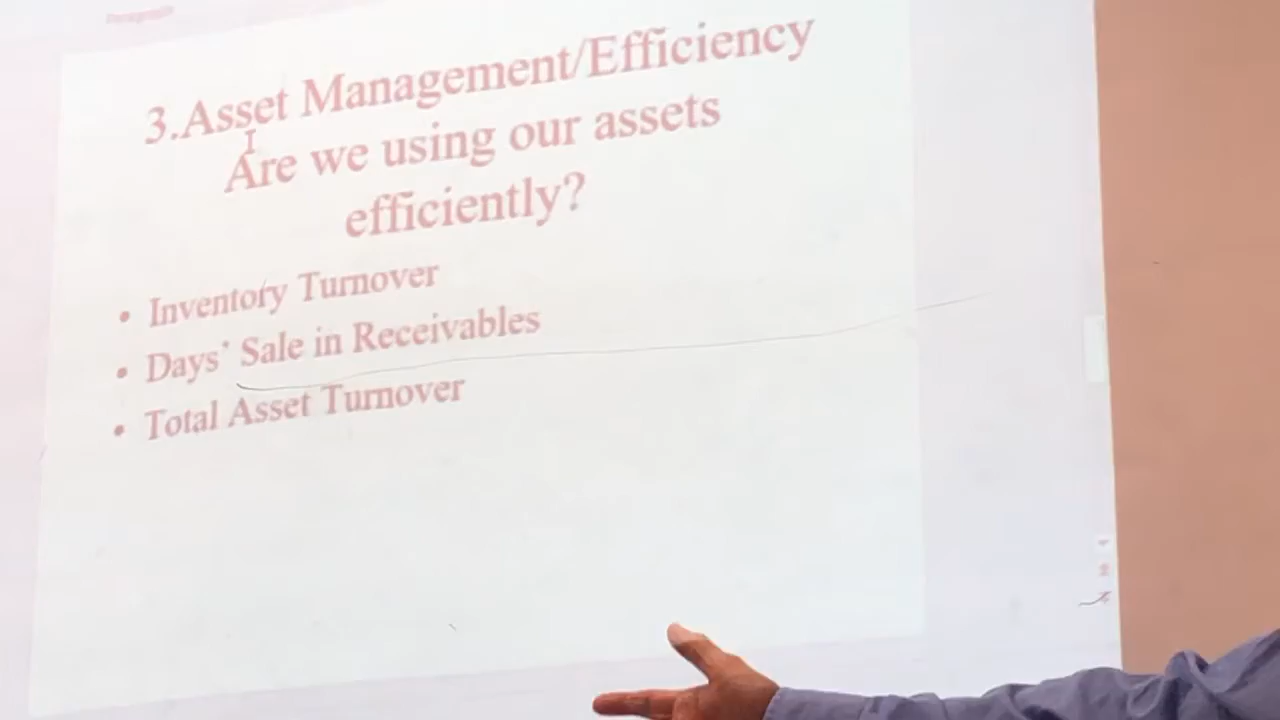 3.Asset Management/Efficiency
Are we using our assets
efficiently?
• Inventory Turnover
• Days' Sale in Receivables
• Total Asset Turnover